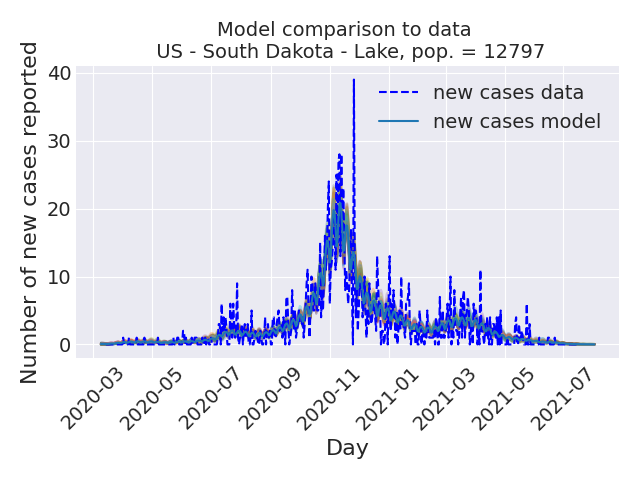 Model comparison to data
US - South Dakota - Lake, pop. = 12797
Number of new cases reported
40
30
20
10
0
new cases data
new cases model
2020-03
2020-05
2020-07
2020-09
2020-11
2021-01
2021-03
2021-05
2021-07
Day